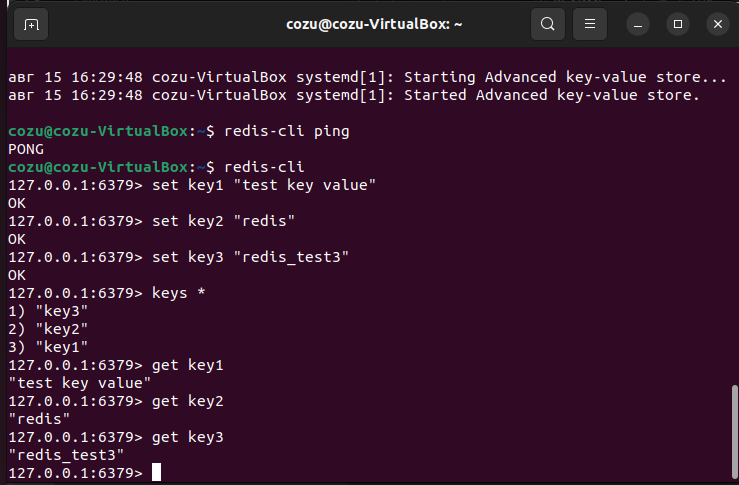 cozu@cozu-VirtualBox: ~
авг 15 16:29:48 cozu-VirtualBox systemd[1]: Starting Advanced key-value store...
авг 15 16:29:48 cozu-VirtualBox systemd[1]: Started Advanced key-value store.
cozu@cozu-VirtualBox:~$ redis-cli ping
PONG
cozu@cozu-VirtualBox:~$ redis-cli
127.0.0.1:6379> set key1 "test key value"
OK
127.0.0.1:6379> set key2 "redis"
OK
127.0.0.1:6379> set key3 "redis_test3"
OK
127.0.0.1:6379> keys *
1) "key3"
2) "key2"
3) "key1"
127.0.0.1:6379> get key1
"test key value"
127.0.0.1:6379> get key2
"redis"
127.0.0.1:6379> get key3
"redis_test3"
127.0.0.1:6379>